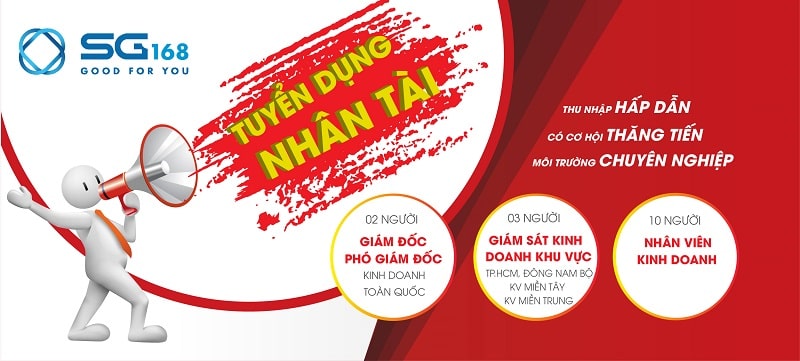 SG168
GOOD FOR YOU
TUYỂN DỤNG
NHÂN TÀI
THU NHẬP HẤP DẪN
CÓ CƠ HỘI THĂNG TIẾN
MÔI TRƯỜNG CHUYÊN NGHIỆP
02 NGƯỜI
GIÁM ĐỐC
PHÓ GIÁM ĐỐC
KINH DOANH
TOÀN QUỐC
03 NGƯỜI
GIÁM SÁT KINH
DOANH KHU VỰC
TP.HCM, ĐÔNG NAM BỘ
KV MIỀN TÂY
KV MIỀN TRUNG
10 NGƯỜI
NHÂN VIÊN
KINH DOANH